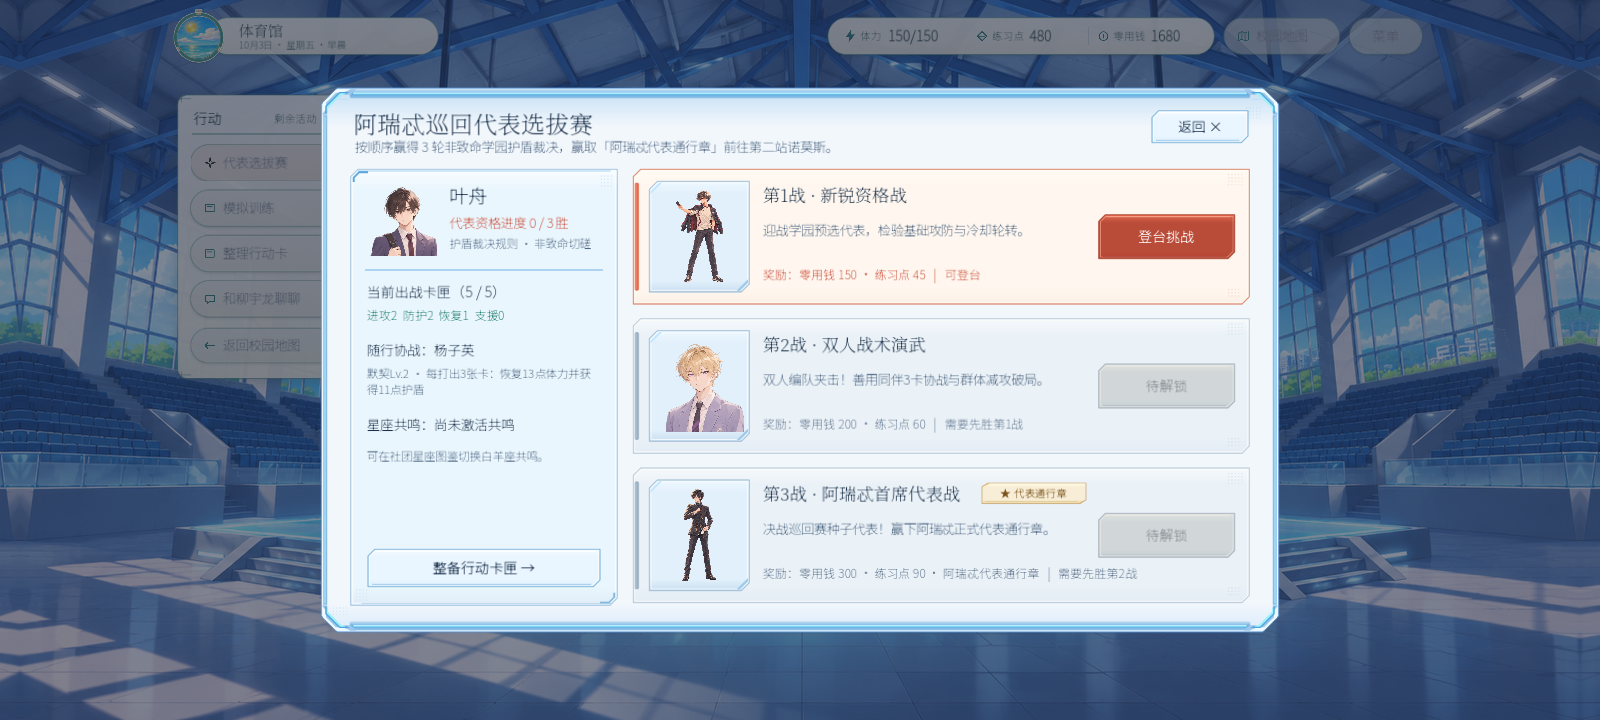 体育馆
10月3日 · 星期五 · 早晨
体力 150/150
练习点 480
零用钱 1680
校园地图
菜单
行动
剩余活动
代表选拔赛
模拟训练
整理行动卡
和柳宇龙聊聊
返回校园地图
阿瑞忒巡回代表选拔赛
按顺序赢得 3 轮非致命学园护盾裁决，赢取「阿瑞忒代表通行章」前往第二站诺莫斯。
返回 ×
叶舟
代表资格进度 0 / 3 胜
护盾裁决规则 · 非致命切磋
当前出战卡匣（5 / 5）
进攻2 防护2 恢复1 支援0
随行协战：杨子英
默契Lv.2 · 每打出3张卡：恢复13点体力并获
得11点护盾
星座共鸣：尚未激活共鸣
可在社团星座图鉴切换白羊座共鸣。
整备行动卡匣 →
第1战 · 新锐资格战
迎战学园预选代表，检验基础攻防与冷却轮转。
奖励：零用钱 150 · 练习点 45 | 可登台
登台挑战
第2战 · 双人战术演武
双人编队夹击！善用同伴3卡协战与群体减攻破局。
奖励：零用钱 200 · 练习点 60 | 需要先胜第1战
待解锁
第3战 · 阿瑞忒首席代表战
★ 代表通行章
决战巡回赛种子代表！赢下阿瑞忒正式代表通行章。
奖励：零用钱 300 · 练习点 90 · 阿瑞忒代表通行章 | 需要先胜第2战
待解锁